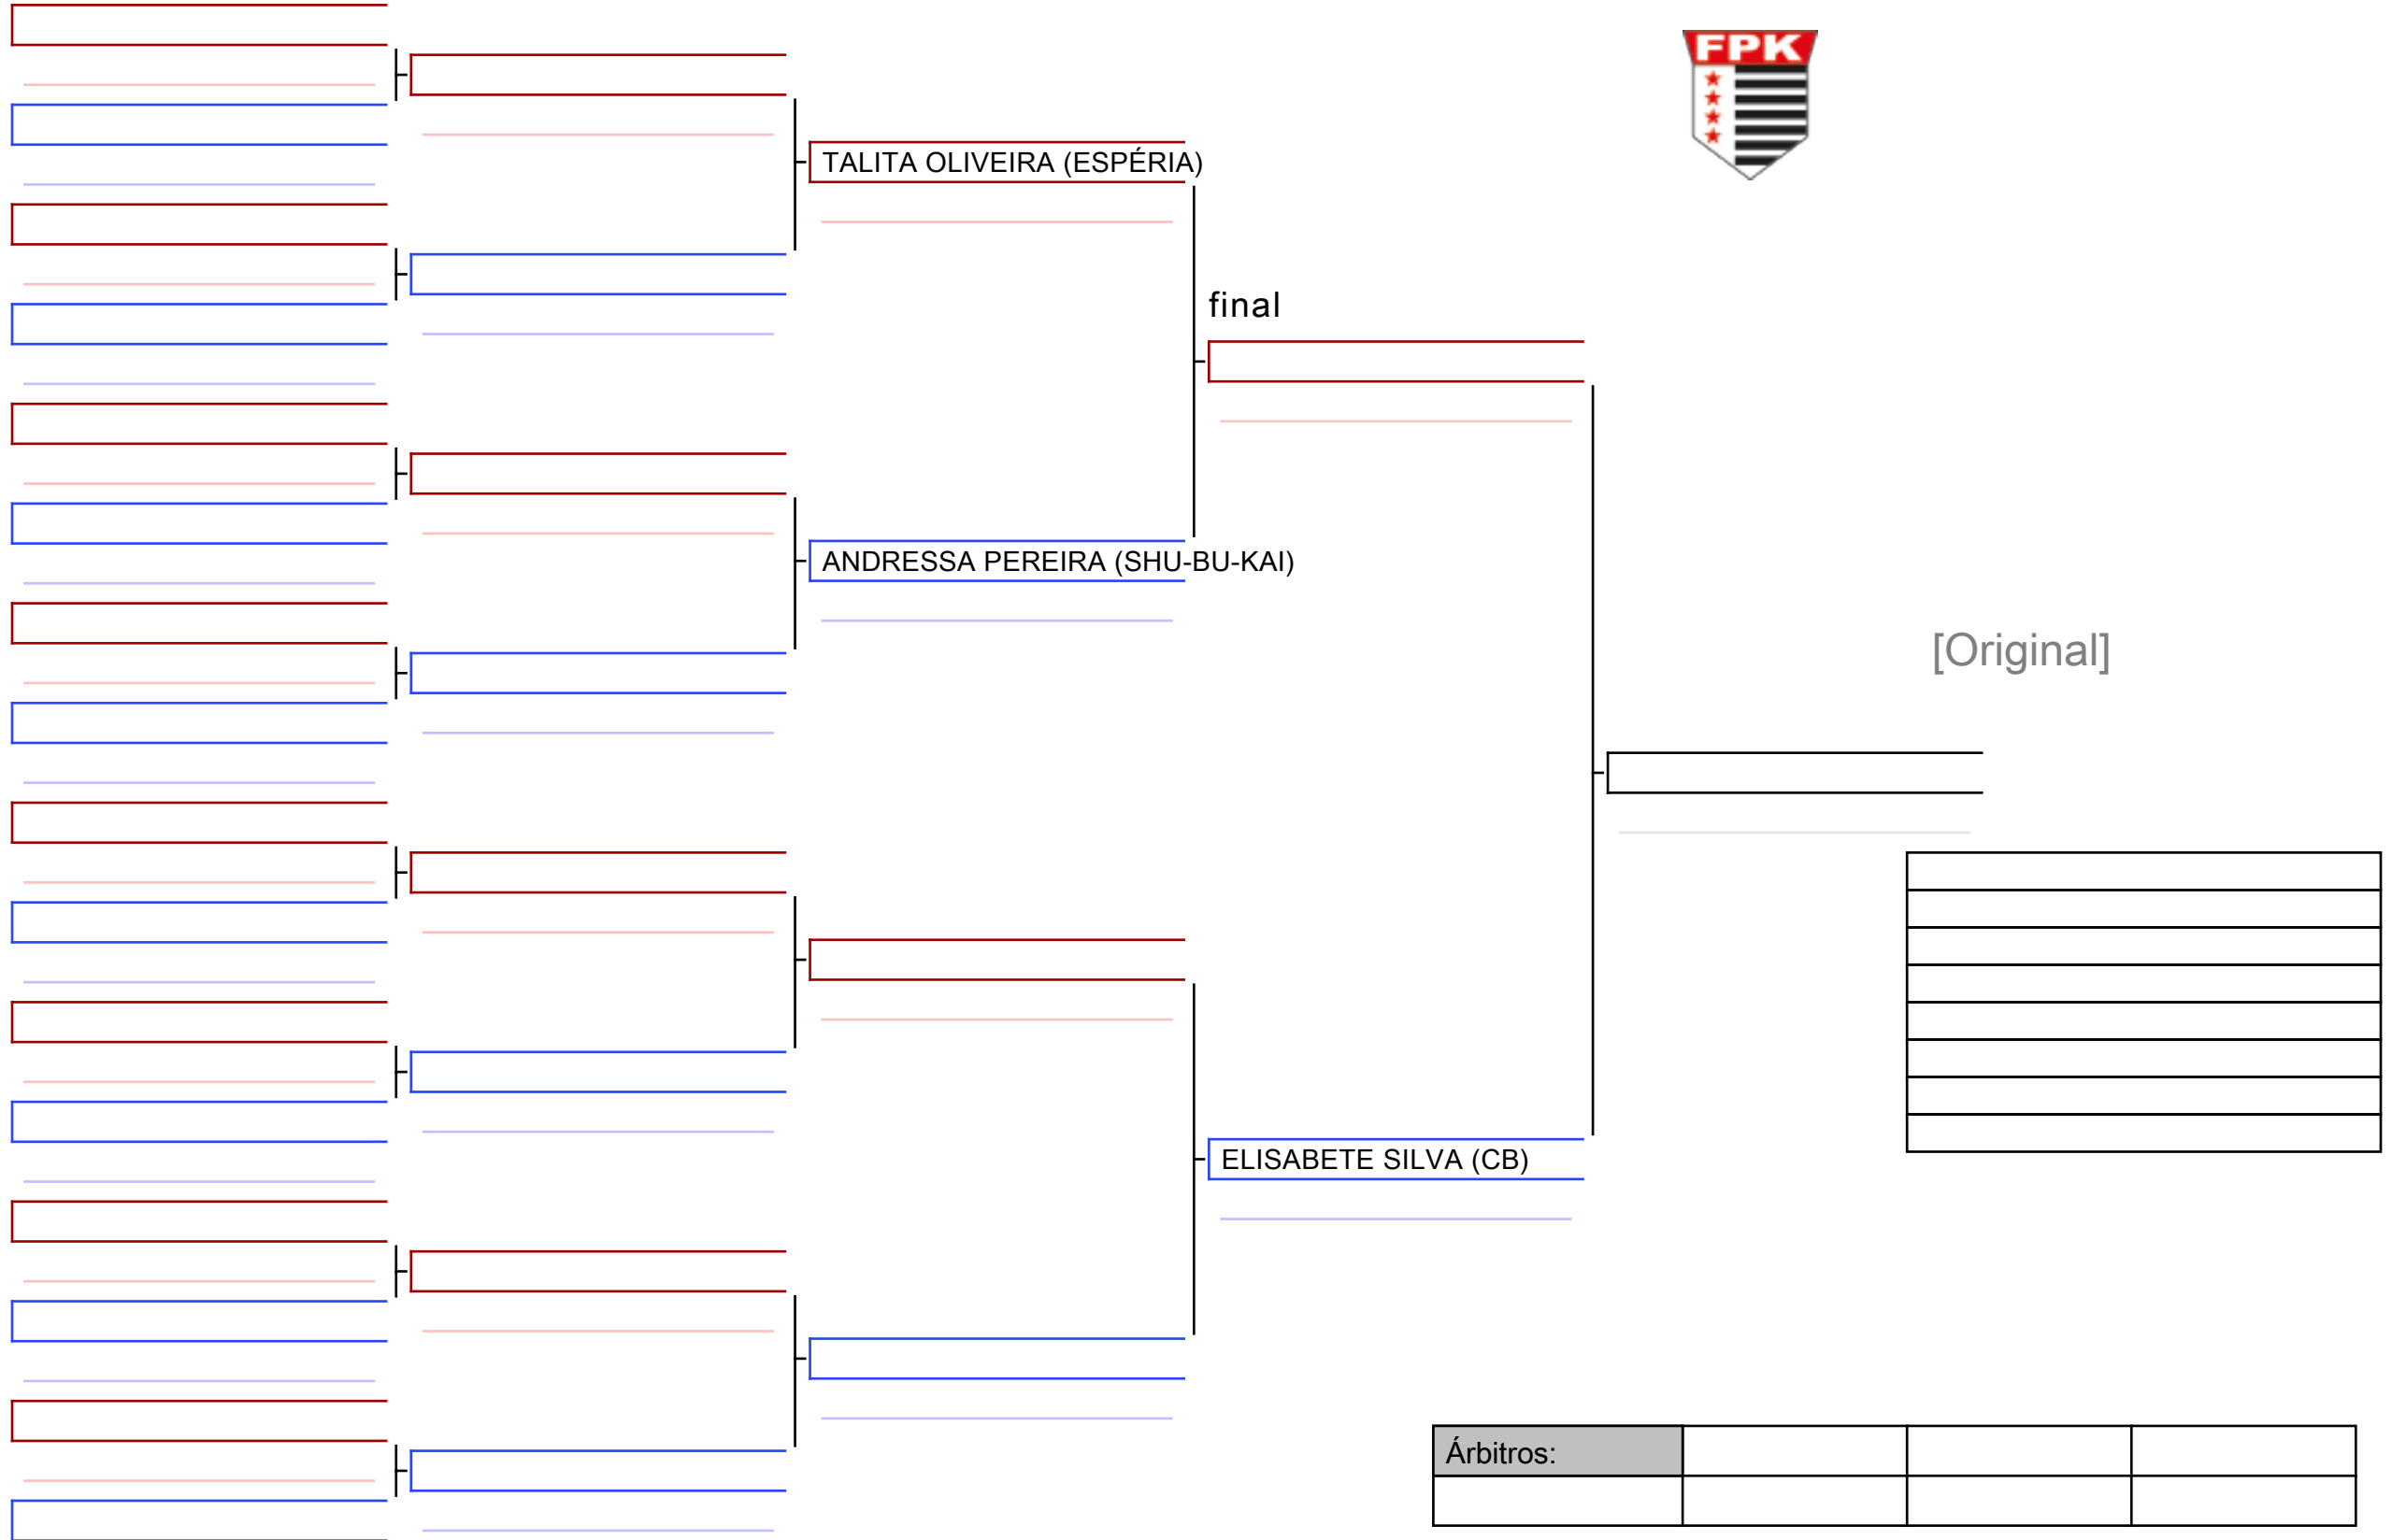 FPK
TALITA OLIVEIRA (ESPÉRIA)
final
ANDRESSA PEREIRA (SHU-BU-KAI)
[Original]
ELISABETE SILVA (CB)
Árbitros: